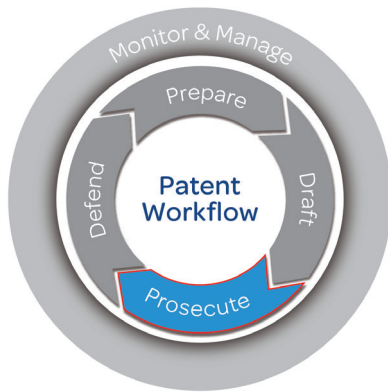 Monitor & Manage
Prepare
Draft
Prosecute
Defend
Patent
Workflow